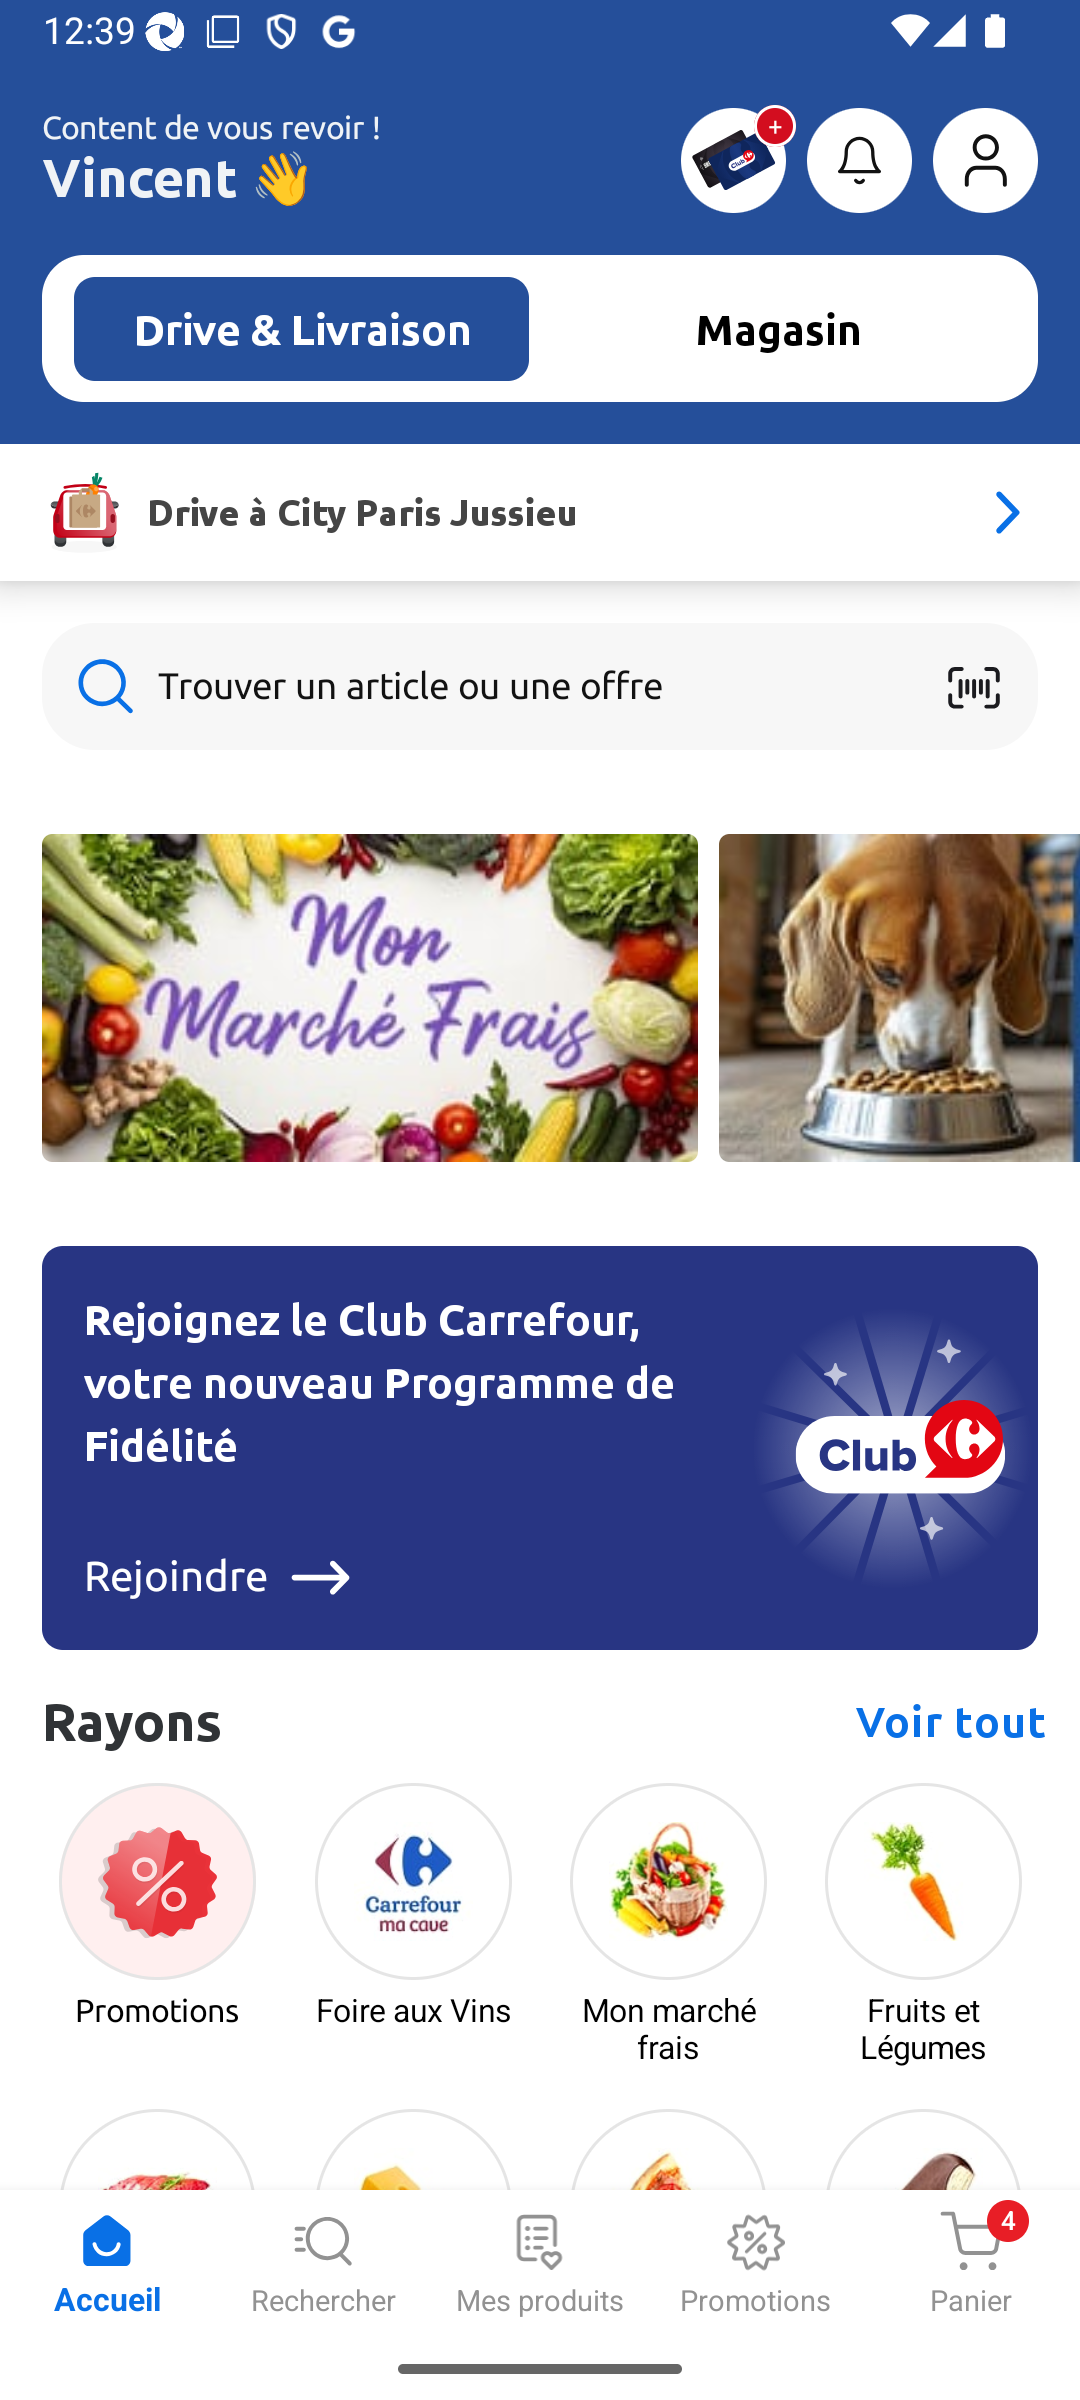 12:39
Content de vous revoir !
Vincent 👋
+
Club
Drive & Livraison
Magasin
Drive à City Paris Jussieu
Trouver un article ou une offre
Mon
Marché Frais
Rejoignez le Club Carrefour,
votre nouveau Programme de
Fidélité
Club
Rejoindre →
Rayons
Voir tout
Carrefour
ma cave
Promotions
Foire aux Vins
Mon marché
frais
Fruits et
Légumes
4
Accueil
Rechercher
Mes produits
Promotions
Panier